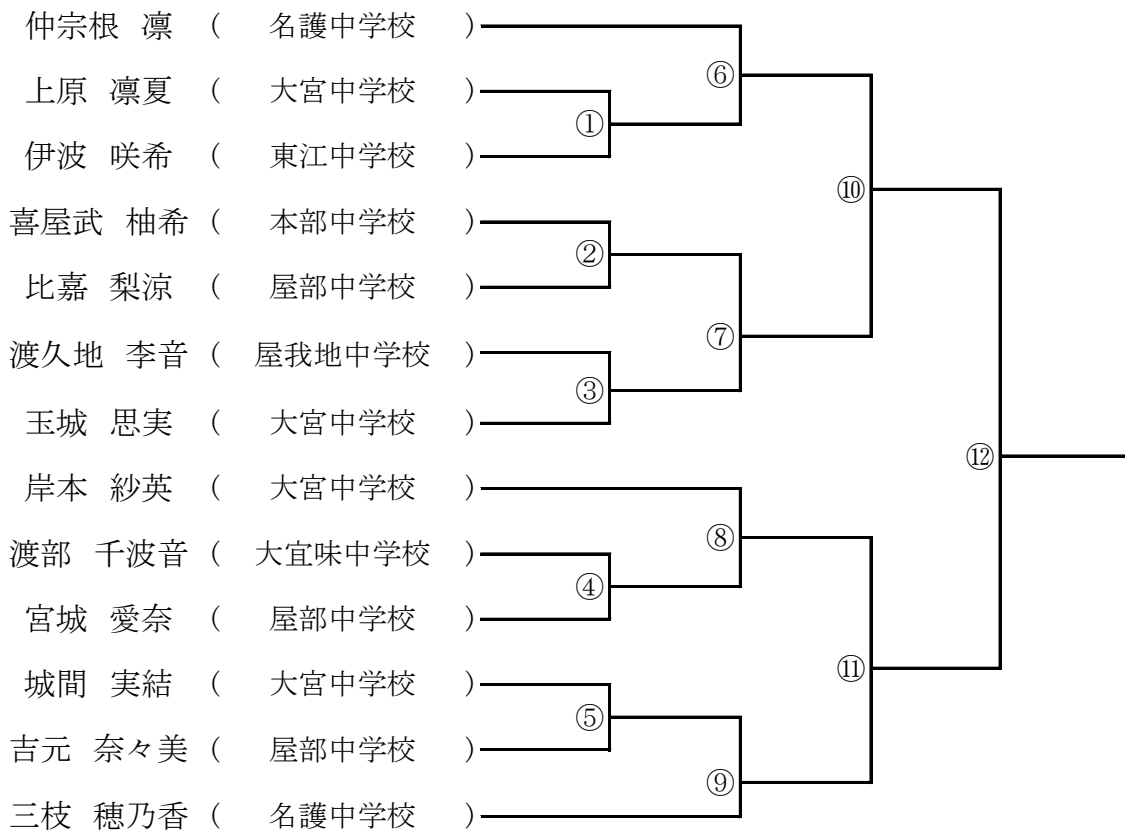 仲宗根 凛 ( 名護中学校 )
⑥
上原 凛夏 ( 大宮中学校 )
①
伊波 咲希 ( 東江中学校 )
⑩
喜屋武 柚希 ( 本部中学校 )
②
比嘉 梨涼 ( 屋部中学校 )
⑦
渡久地 李音 ( 屋我地中学校 )
③
玉城 思実 ( 大宮中学校 )
⑫
岸本 紗英 ( 大宮中学校 )
⑧
渡部 千波音 ( 大宜味中学校 )
④
宮城 愛奈 ( 屋部中学校 )
⑪
城間 実結 ( 大宮中学校 )
⑤
吉元 奈々美 ( 屋部中学校 )
⑨
三枝 穂乃香 ( 名護中学校 )